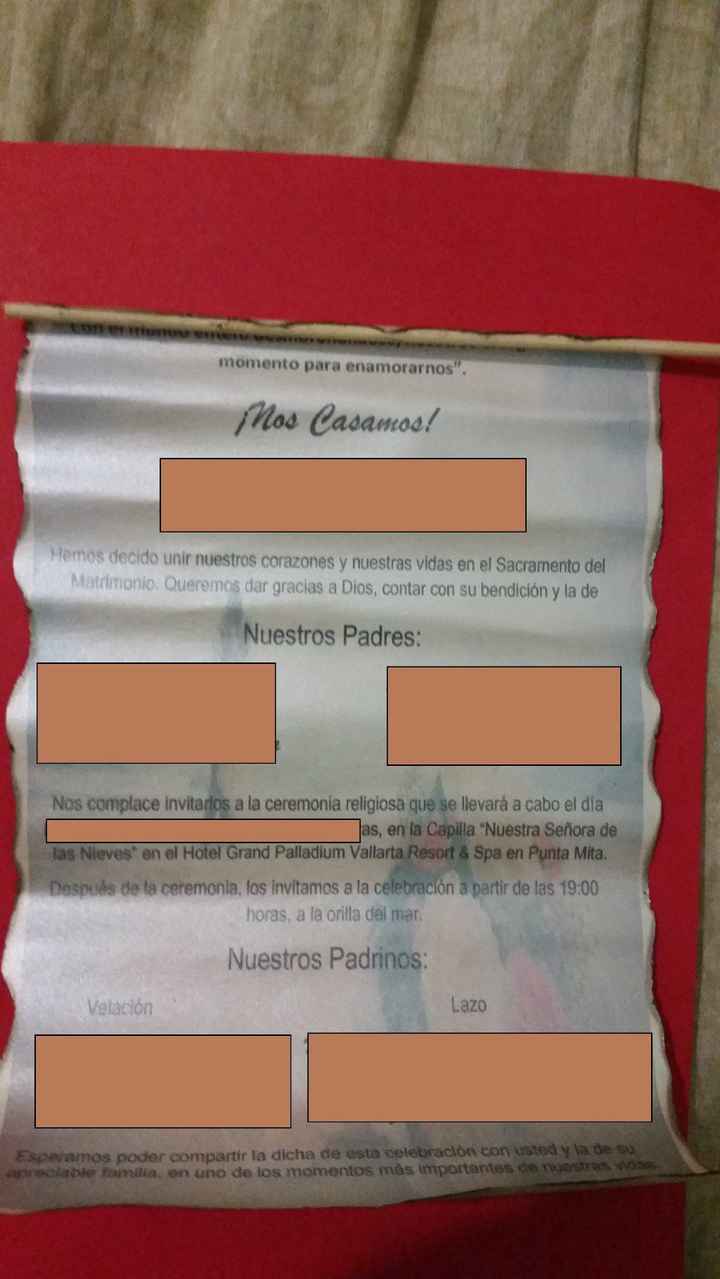 momento para enamorarnos".
¡Nos Casamos!
Hemos decido unir nuestros corazones y nuestras vidas en el Sacramento del
Matrimonio. Queremos dar gracias a Dios, contar con su bendición y la de
Nuestros Padres:
Nos complace invitarlos a la ceremonia religiosa que se llevará a cabo el día
as, en la Capilla "Nuestra Señora de
las Nieves" en el Hotel Grand Palladium Vallarta Resort & Spa en Punta Mita.
Después de la ceremonia, los invitamos a la celebración a partir de las 19:00
horas, a la orilla del mar.
Nuestros Padrinos:
Velación Lazo
Esperamos poder compartir la dicha de esta celebración con usted y la de su
apreciable familia, en uno de los momentos más importantes de nuestras vidas.